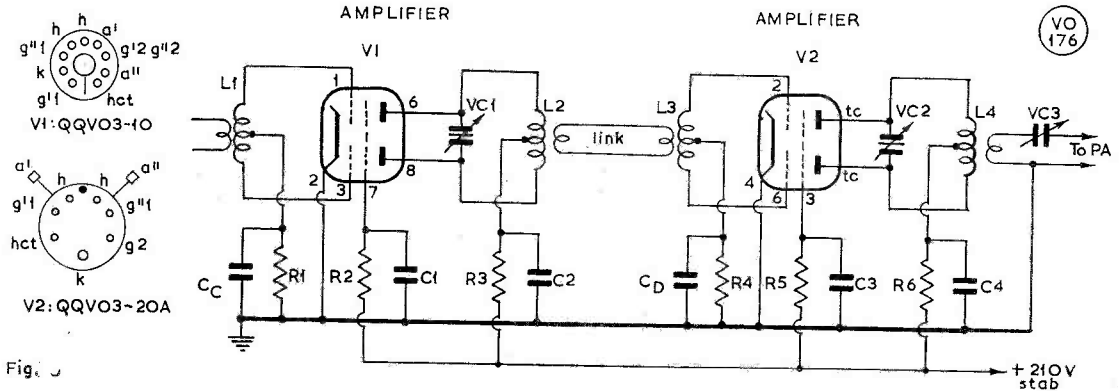 AMPLIFIER
AMPLIFIER
VO
176
h h a'
g"1 g'2 g"2
k a"
g'1 hct
V1: QQVO3-10
a' h h a"
g'1 g"1
hct g2
k
V2: QQVO3-20A
L1
V1
1
6
8
2
3
7
VC1
L2
link
L3
V2
2
tc
tc
4
6
3
VC2
L4
VC3
To PA
CC
R1
R2
C1
R3
C2
CD
R4
R5
C3
R6
C4
+ 210V
stab
Fig.